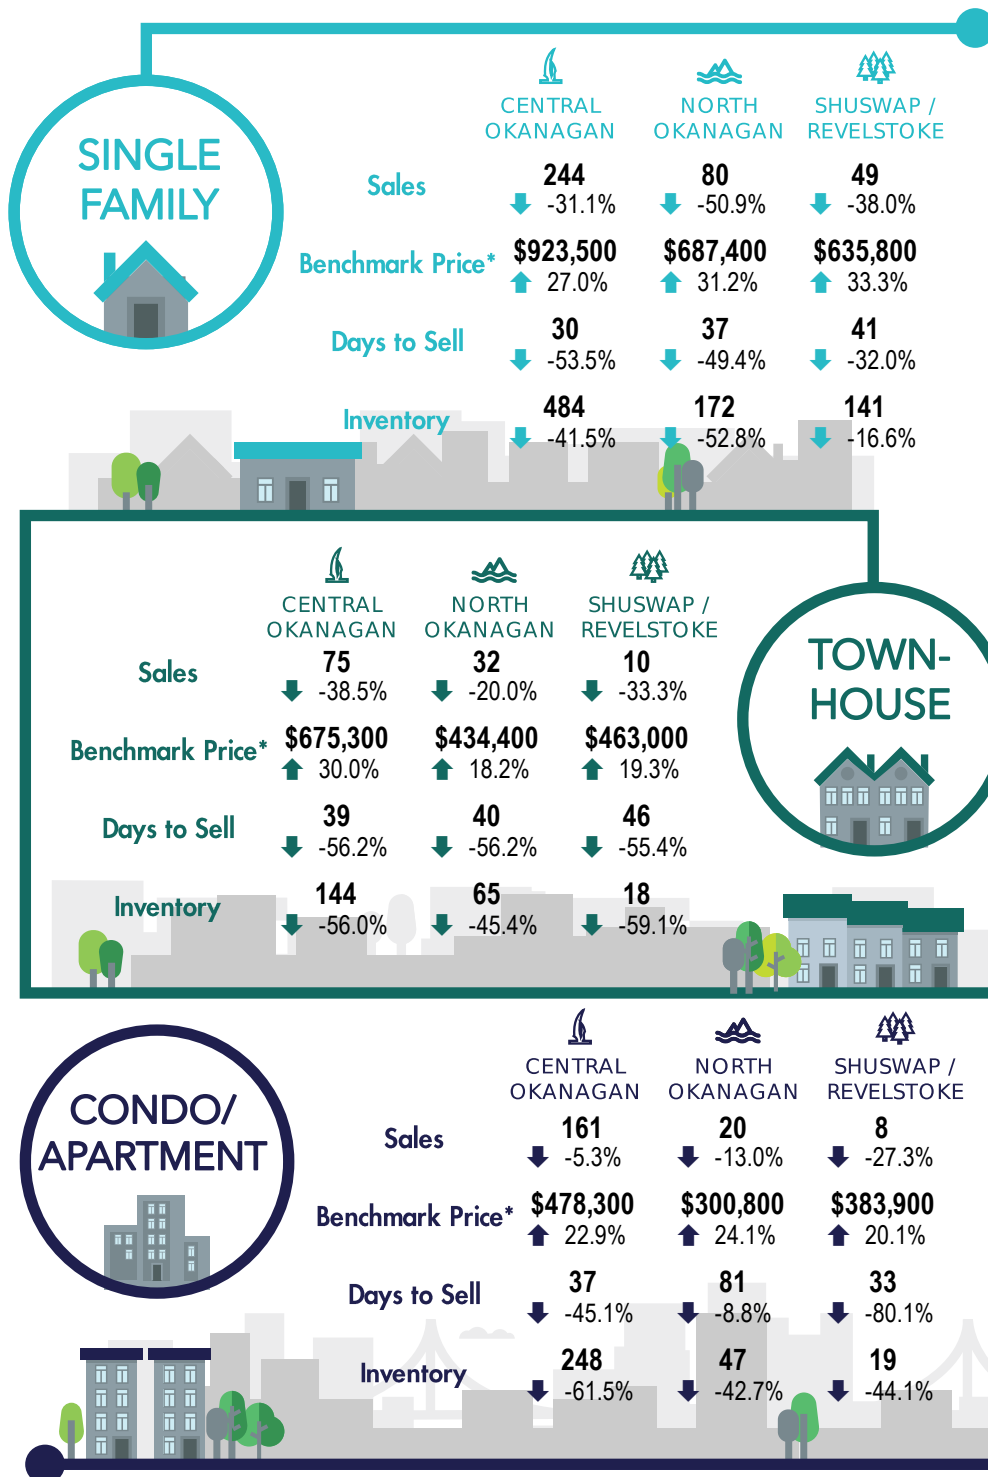 SINGLE
FAMILY
CENTRAL
OKANAGAN
NORTH
OKANAGAN
SHUSWAP /
REVELSTOKE
Sales
244
80
49
-31.1%
-50.9%
-38.0%
Benchmark Price*
$923,500
$687,400
$635,800
27.0%
31.2%
33.3%
Days to Sell
30
37
41
-53.5%
-49.4%
-32.0%
Inventory
484
172
141
-41.5%
-52.8%
-16.6%
TOWN-
HOUSE
CENTRAL
OKANAGAN
NORTH
OKANAGAN
SHUSWAP /
REVELSTOKE
Sales
75
32
10
-38.5%
-20.0%
-33.3%
Benchmark Price*
$675,300
$434,400
$463,000
30.0%
18.2%
19.3%
Days to Sell
39
40
46
-56.2%
-56.2%
-55.4%
Inventory
144
65
18
-56.0%
-45.4%
-59.1%
CONDO/
APARTMENT
CENTRAL
OKANAGAN
NORTH
OKANAGAN
SHUSWAP /
REVELSTOKE
Sales
161
20
8
-5.3%
-13.0%
-27.3%
Benchmark Price*
$478,300
$300,800
$383,900
22.9%
24.1%
20.1%
Days to Sell
37
81
33
-45.1%
-8.8%
-80.1%
Inventory
248
47
19
-61.5%
-42.7%
-44.1%